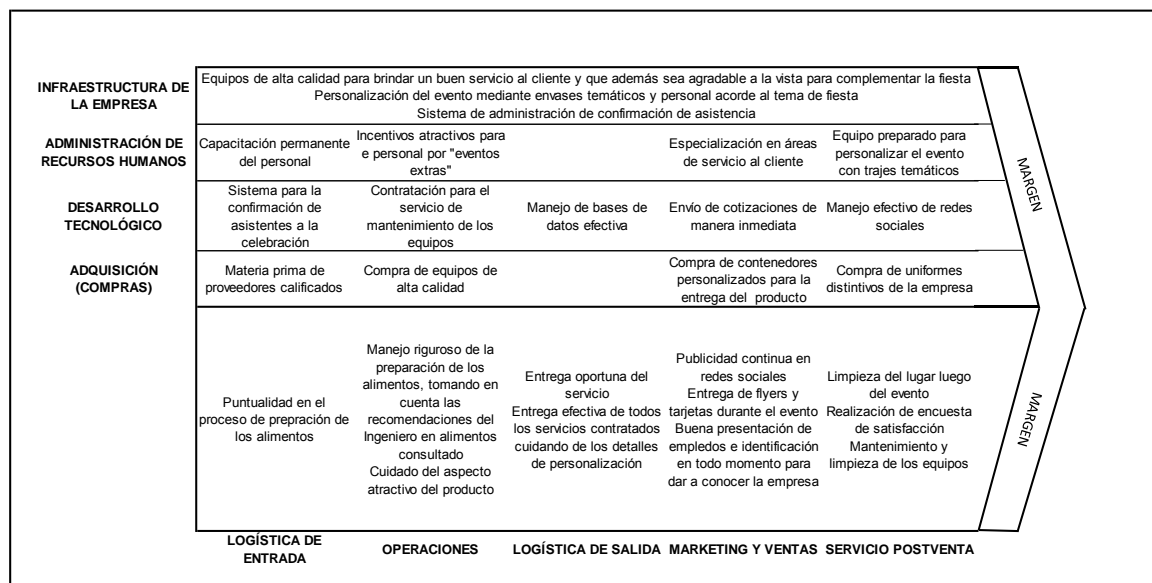 INFRAESTRUCTURA DE
LA EMPRESA
Equipos de alta calidad para brindar un buen servicio al cliente y que además sea agradable a la vista para complementar la fiesta
Personalización del evento mediante envases temáticos y personal acorde al tema de fiesta
Sistema de administración de confirmación de asistencia
ADMINISTRACIÓN DE
RECURSOS HUMANOS
Capacitación permanente
del personal
Incentivos atractivos para
e personal por "eventos
extras"
Especialización en áreas
de servicio al cliente
Equipo preparado para
personalizar el evento
con trajes temáticos
MARGEN
DESARROLLO
TECNOLÓGICO
Sistema para la
confirmación de
asistentes a la
celebración
Contratación para el
servicio de
mantenimiento de los
equipos
Manejo de bases de
datos efectiva
Envío de cotizaciones de
manera inmediata
Manejo efectivo de redes
sociales
ADQUISICIÓN
(COMPRAS)
Materia prima de
proveedores calificados
Compra de equipos de
alta calidad
Compra de contenedores
personalizados para la
entrega del producto
Compra de uniformes
distintivos de la empresa
Puntualidad en el
proceso de prepración de
los alimentos
Manejo riguroso de la
preparación de los
alimentos, tomando en
cuenta las
recomendaciones del
Ingeniero en alimentos
consultado
Cuidado del aspecto
atractivo del producto
Entrega oportuna del
servicio
Entrega efectiva de todos
los servicios contratados
cuidando de los detalles
de personalización
Publicidad continua en
redes sociales
Entrega de flyers y
tarjetas durante el evento
Buena presentación de
empledos e identificación
en todo momento para
dar a conocer la empresa
Limpieza del lugar luego
del evento
Realización de encuesta
de satisfacción
Mantenimiento y
limpieza de los equipos
MARGEN
LOGÍSTICA DE
ENTRADA
OPERACIONES
LOGÍSTICA DE SALIDA
MARKETING Y VENTAS
SERVICIO POSTVENTA